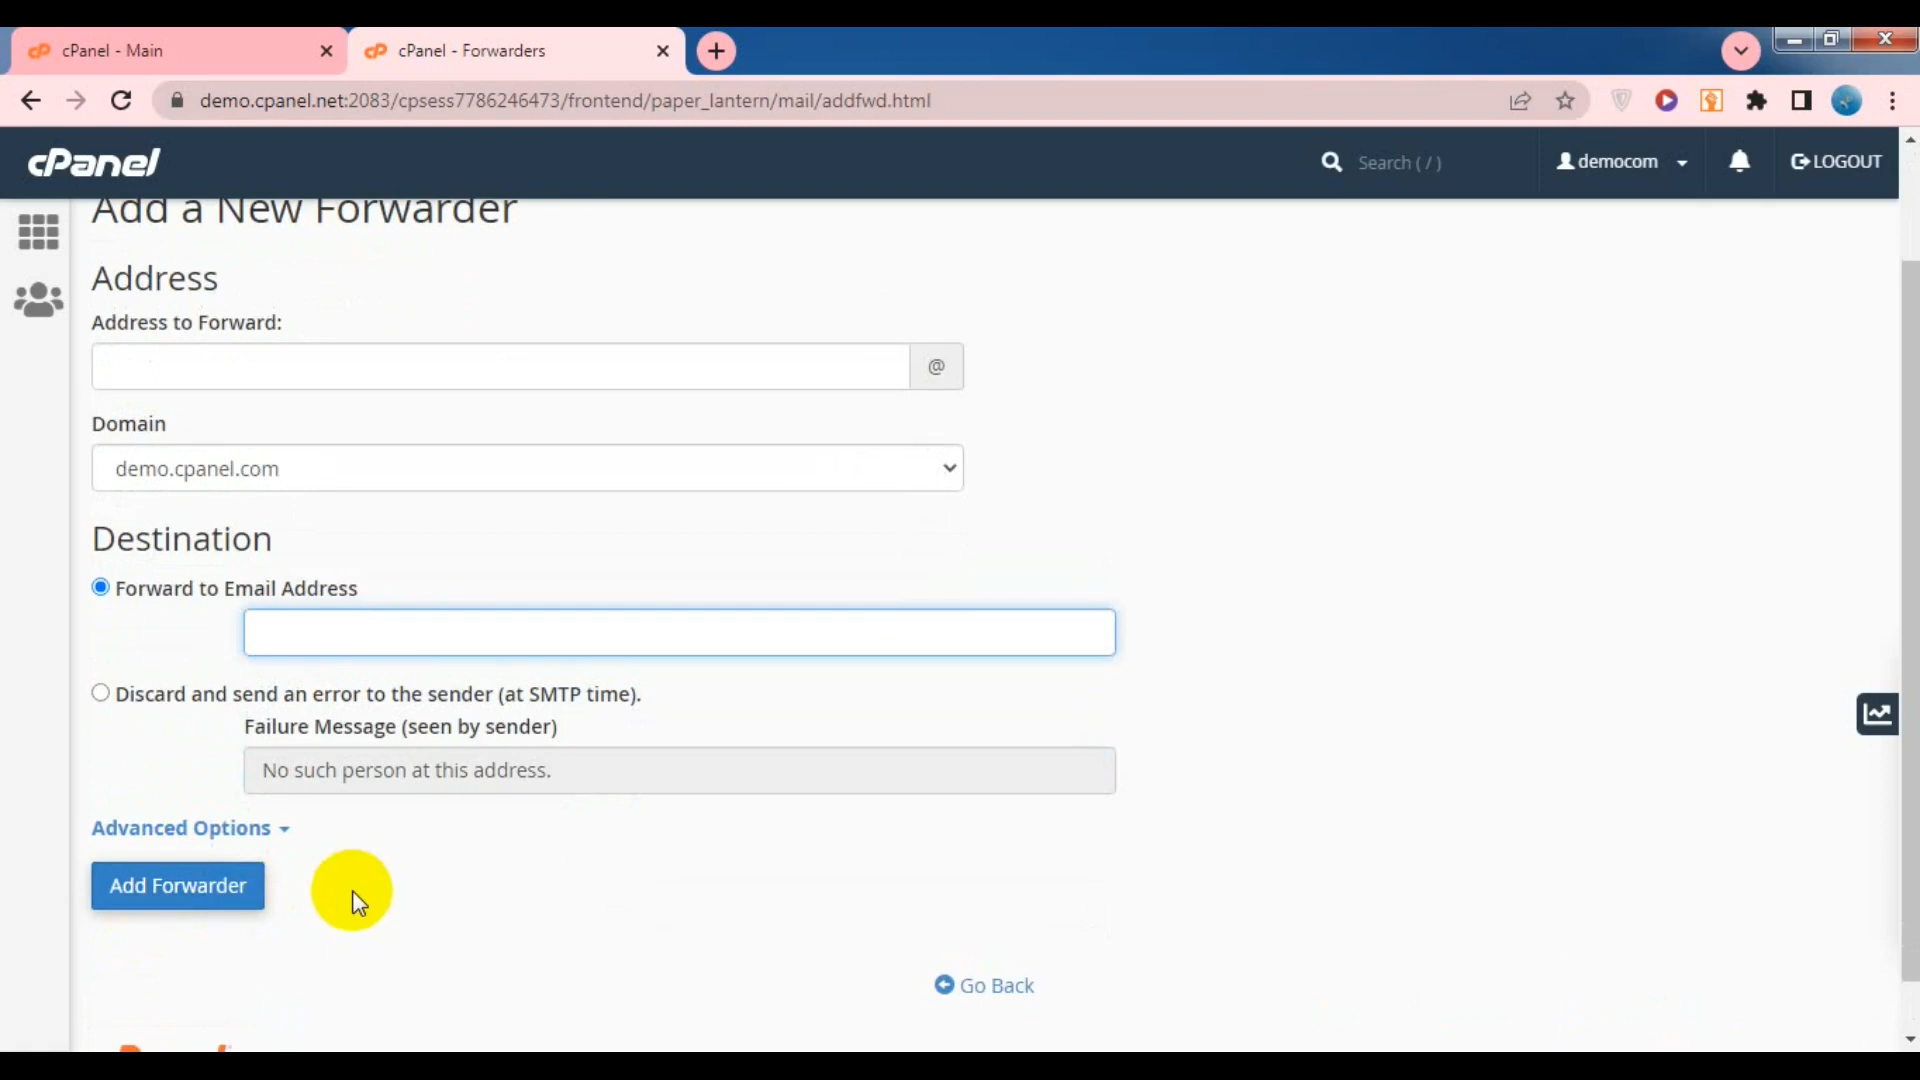 cPanel - Main
cPanel - Forwarders
demo.cpanel.net:2083/cpsess7786246473/frontend/paper_lantern/mail/addfwd.html
cPanel
Search ( / )
democom
LOGOUT
Add a New Forwarder
Address
Address to Forward:
@
Domain
demo.cpanel.com
Destination
Forward to Email Address
Discard and send an error to the sender (at SMTP time).
Failure Message (seen by sender)
No such person at this address.
Advanced Options
Add Forwarder
Go Back